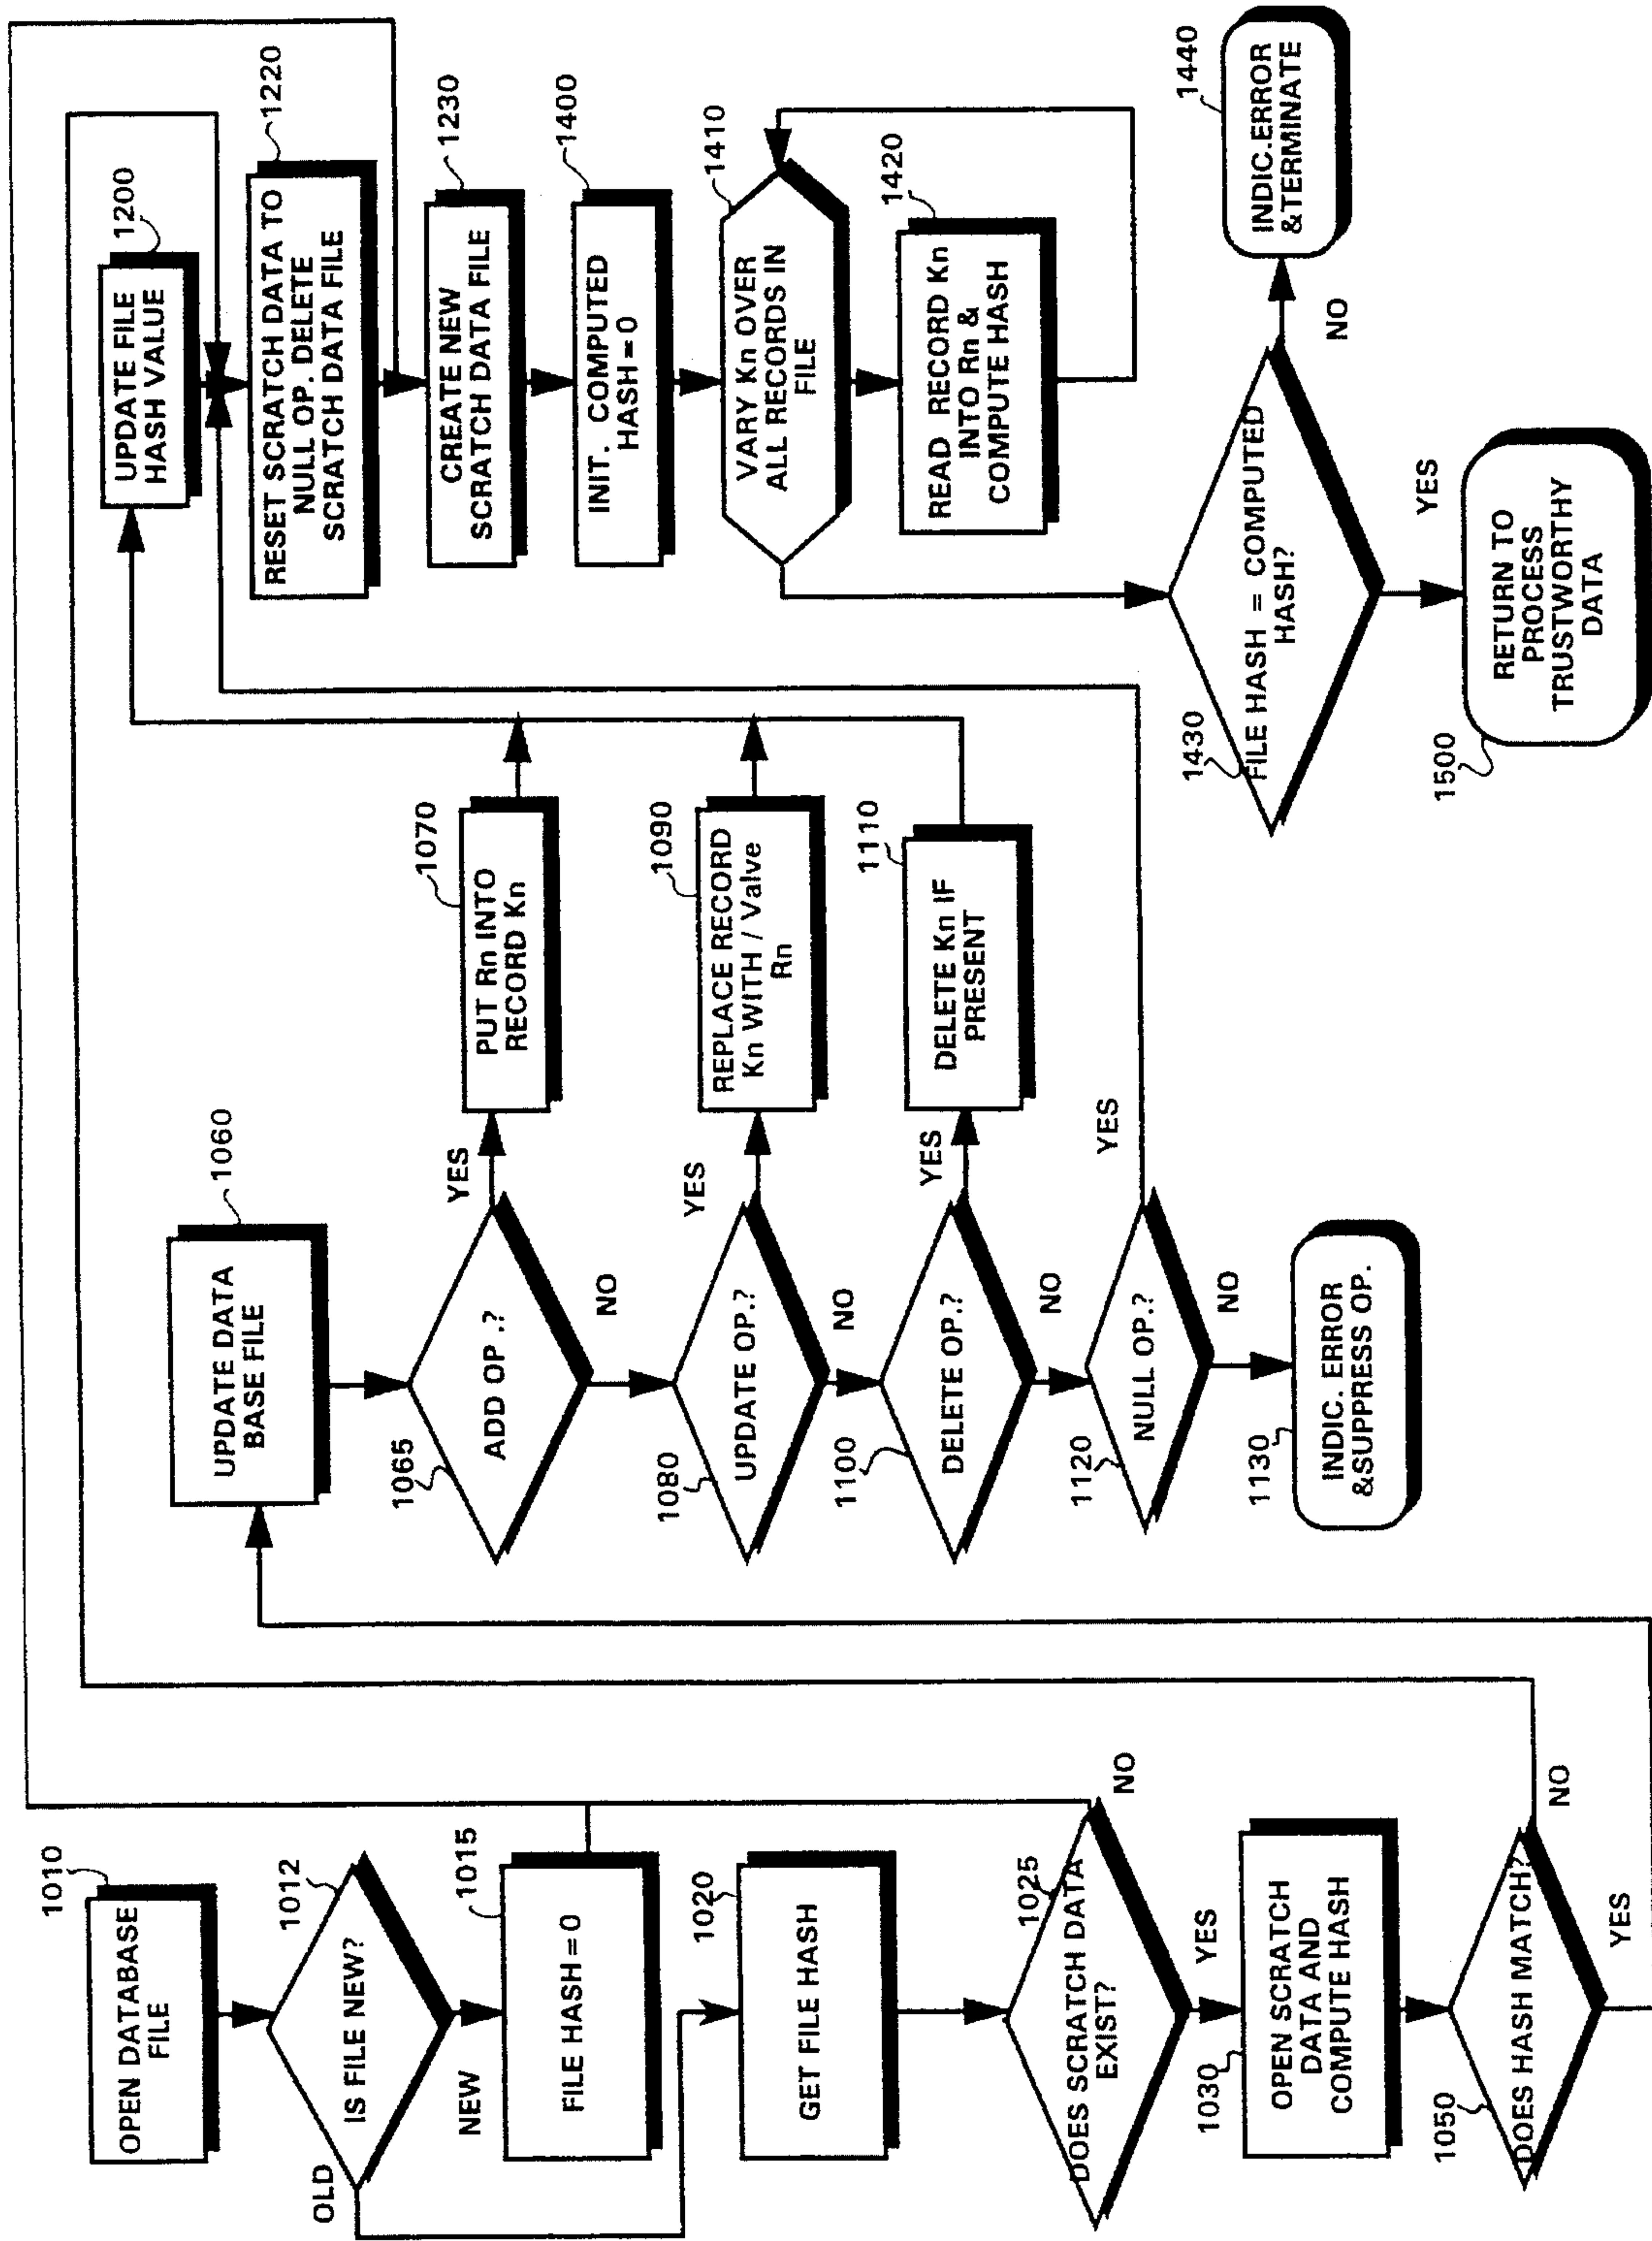 1010
OPEN DATABASE
FILE
1012
IS FILE NEW?
OLD
NEW
1015
FILE HASH = 0
1020
GET FILE HASH
1025
DOES SCRATCH DATA
EXIST?
NO
YES
1030
OPEN SCRATCH
DATA AND
COMPUTE HASH
1050
DOES HASH MATCH?
NO
YES
1060
UPDATE DATA
BASE FILE
1065
ADD OP .?
YES
NO
1070
PUT Rn INTO
RECORD Kn
1080
UPDATE OP.?
YES
NO
1090
REPLACE RECORD
Kn WITH / Valve
Rn
1100
DELETE OP.?
YES
NO
1110
DELETE Kn IF
PRESENT
1120
NULL OP.?
YES
NO
1130
INDIC. ERROR
&SUPPRESS OP.
1200
UPDATE FILE
HASH VALUE
1220
RESET SCRATCH DATA TO
NULL OP. DELETE
SCRATCH DATA FILE
1230
CREATE NEW
SCRATCH DATA FILE
1400
INIT. COMPUTED
HASH = 0
1410
VARY Kn OVER
ALL RECORDS IN
FILE
1420
READ RECORD Kn
INTO Rn &
COMPUTE HASH
1430
FILE HASH = COMPUTED
HASH?
NO
YES
1440
INDIC.ERROR
&TERMINATE
1500
RETURN TO
PROCESS
TRUSTWORTHY
DATA